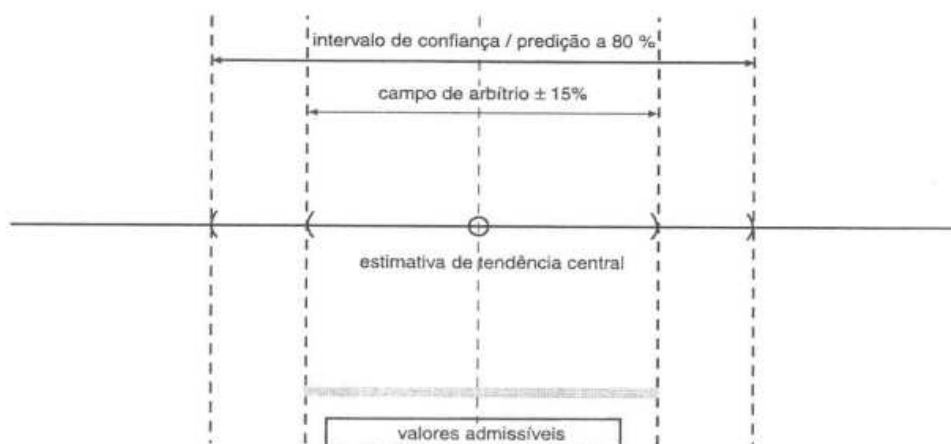 intervalo de confiança / predição a 80 %
campo de arbítrio ± 15%
estimativa de tendência central
valores admissíveis